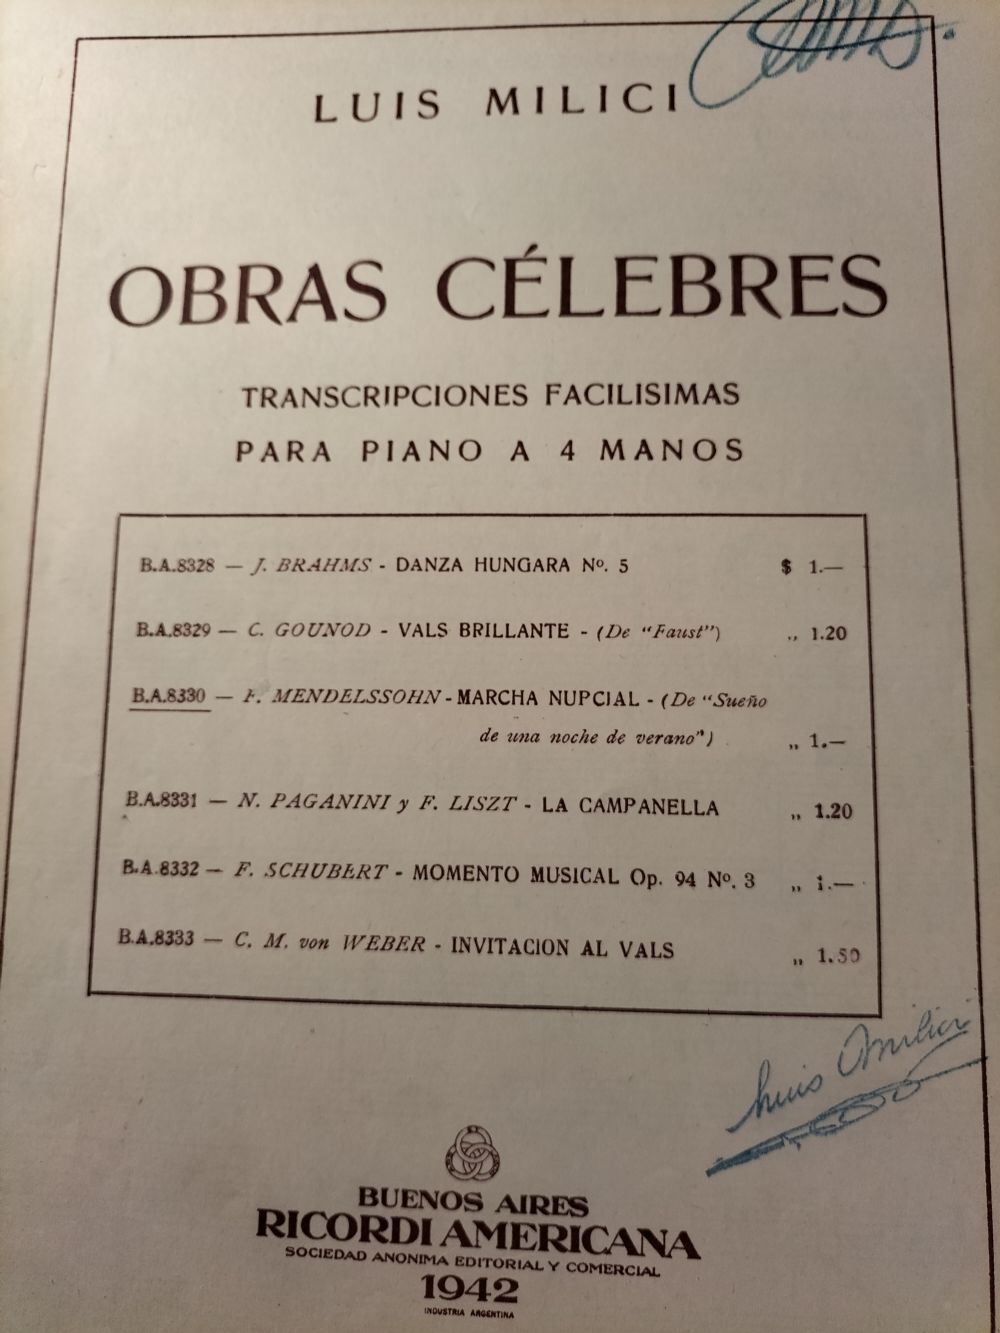 LUIS MILICI
OBRAS CÉLEBRES
TRANSCRIPCIONES FACILISIMAS
PARA PIANO A 4 MANOS
B.A.8328 — J. BRAHMS - DANZA HUNGARA Nº. 5 $ 1.—
B.A.8329 — C. GOUNOD - VALS BRILLANTE - (De "Faust") „ 1.20
B.A.8330 — F. MENDELSSOHN - MARCHA NUPCIAL - (De "Sueño
de una noche de verano") „ 1.—
B.A.8331 — N. PAGANINI y F. LISZT - LA CAMPANELLA „ 1.20
B.A.8332 — F. SCHUBERT - MOMENTO MUSICAL Op. 94 Nº. 3 „ 1.—
B.A.8333 — C. M. von WEBER - INVITACION AL VALS „ 1.50
Luis Milici
BUENOS AIRES
RICORDI AMERICANA
SOCIEDAD ANONIMA EDITORIAL Y COMERCIAL
1942
INDUSTRIA ARGENTINA